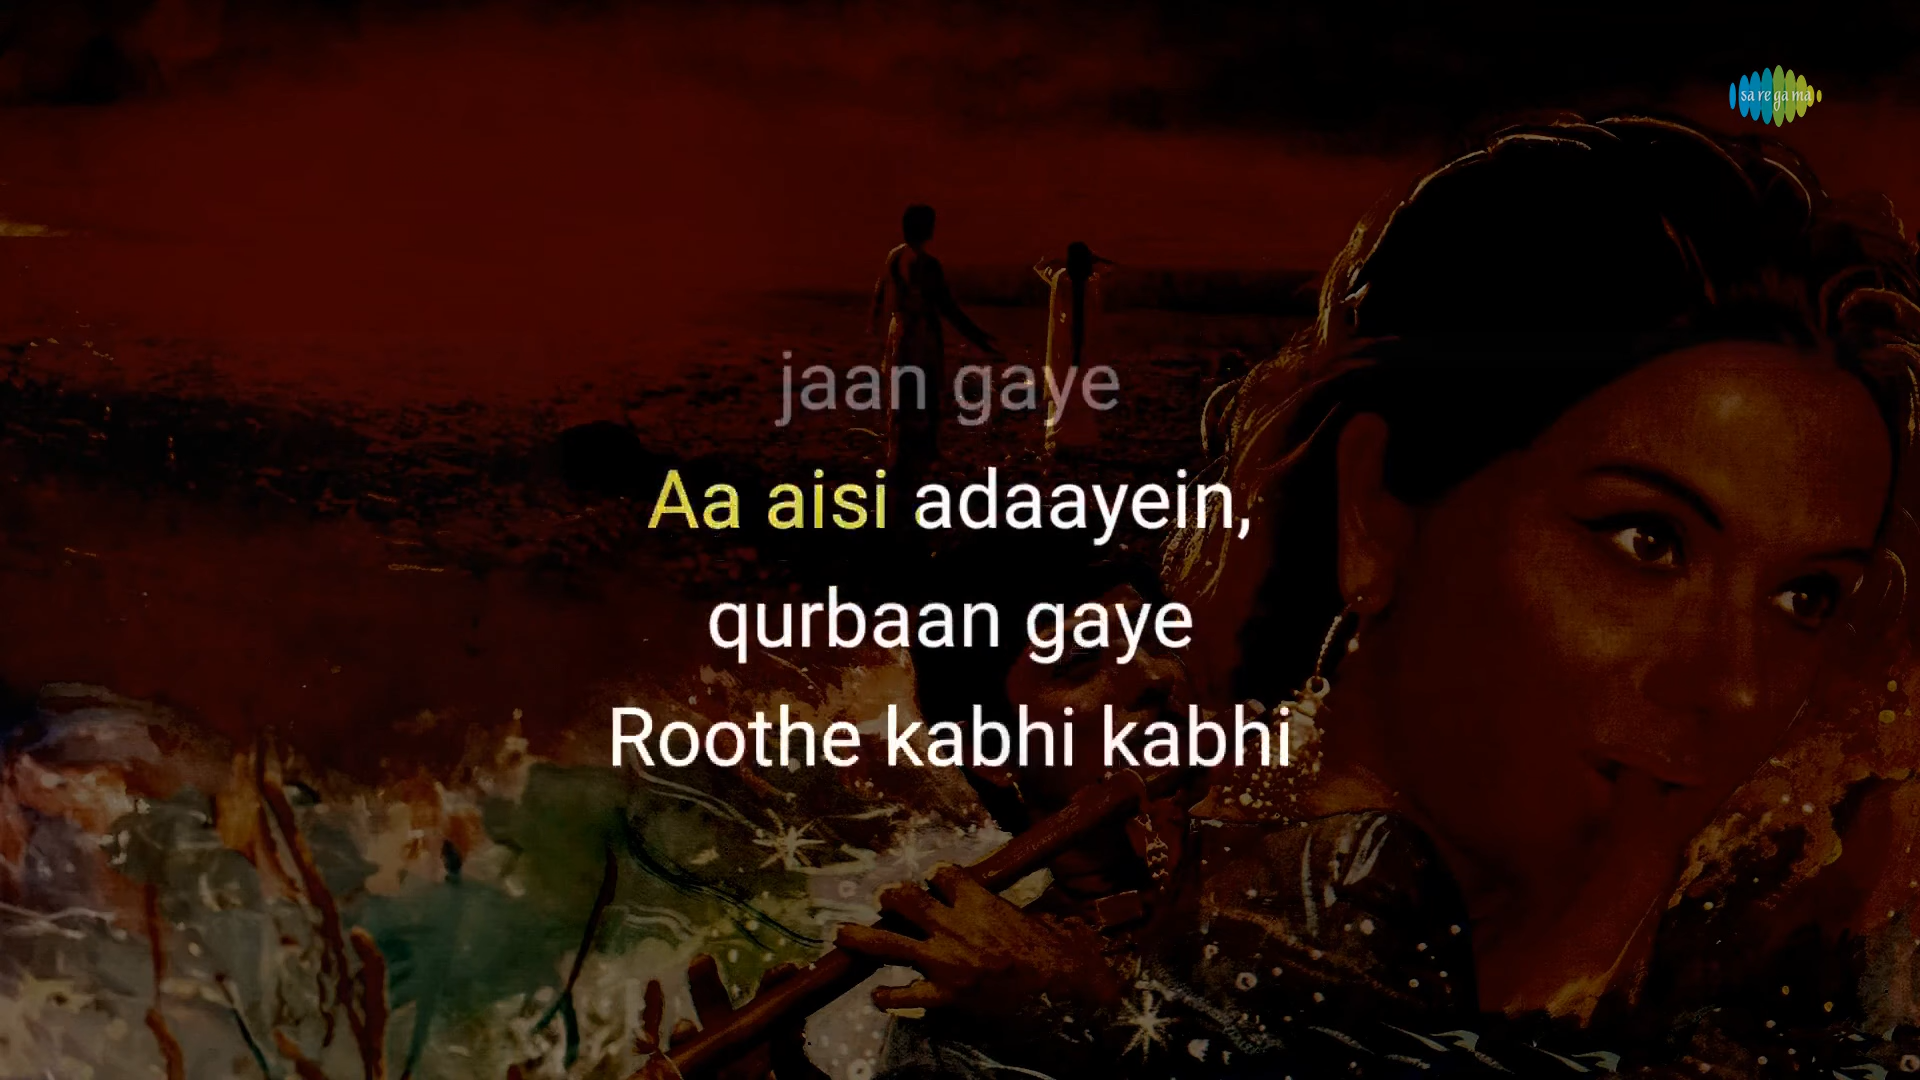 sa re ga ma
jaan gaye
Aa aisi adaayein,
qurbaan gaye
Roothe kabhi kabhi